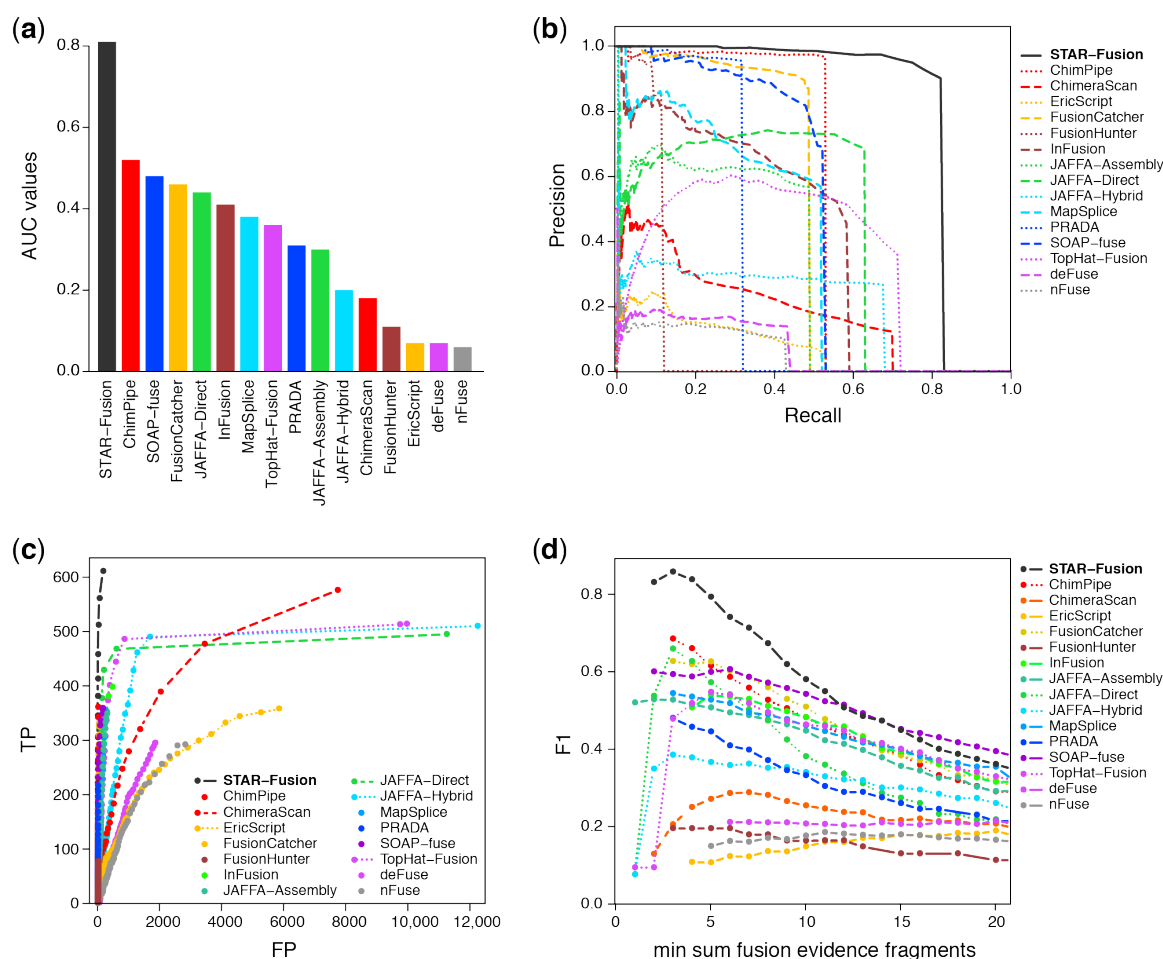 (a)
AUC values
0.8
0.6
0.4
0.2
0.0
STAR−Fusion
ChimPipe
SOAP−fuse
FusionCatcher
JAFFA−Direct
InFusion
MapSplice
TopHat−Fusion
PRADA
JAFFA−Assembly
JAFFA−Hybrid
ChimeraScan
FusionHunter
EricScript
deFuse
nFuse
(b)
Precision
1.0
0.8
0.6
0.4
0.2
0.0
0.0 0.2 0.4 0.6 0.8 1.0
Recall
STAR−Fusion
ChimPipe
ChimeraScan
EricScript
FusionCatcher
FusionHunter
InFusion
JAFFA−Assembly
JAFFA−Direct
JAFFA−Hybrid
MapSplice
PRADA
SOAP−fuse
TopHat−Fusion
deFuse
nFuse
(c)
TP
600
500
400
300
200
100
0
0 2000 4000 6000 8000 10,000 12,000
FP
STAR−Fusion
ChimPipe
ChimeraScan
EricScript
FusionCatcher
FusionHunter
InFusion
JAFFA−Assembly
JAFFA−Direct
JAFFA−Hybrid
MapSplice
PRADA
SOAP−fuse
TopHat−Fusion
deFuse
nFuse
(d)
F1
0.8
0.6
0.4
0.2
0.0
0 5 10 15 20
min sum fusion evidence fragments
STAR−Fusion
ChimPipe
ChimeraScan
EricScript
FusionCatcher
FusionHunter
InFusion
JAFFA−Assembly
JAFFA−Direct
JAFFA−Hybrid
MapSplice
PRADA
SOAP−fuse
TopHat−Fusion
deFuse
nFuse